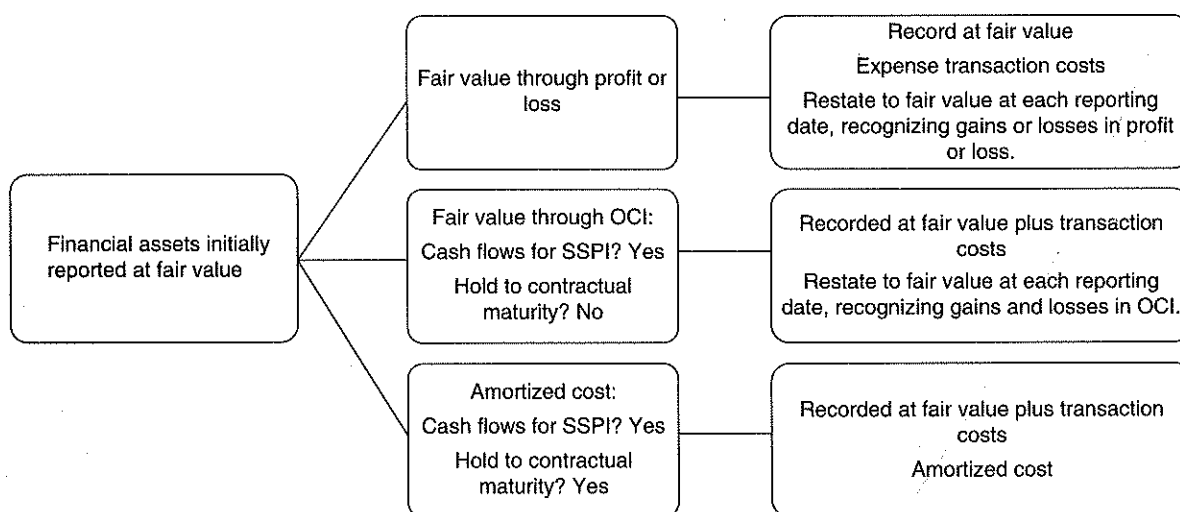 Financial assets initially
reported at fair value
Fair value through profit or
loss
Record at fair value
Expense transaction costs
Restate to fair value at each reporting
date, recognizing gains or losses in profit
or loss.
Fair value through OCI:
Cash flows for SSPI? Yes
Hold to contractual
maturity? No
Recorded at fair value plus transaction
costs
Restate to fair value at each reporting
date, recognizing gains and losses in OCI.
Amortized cost:
Cash flows for SSPI? Yes
Hold to contractual
maturity? Yes
Recorded at fair value plus transaction
costs
Amortized cost